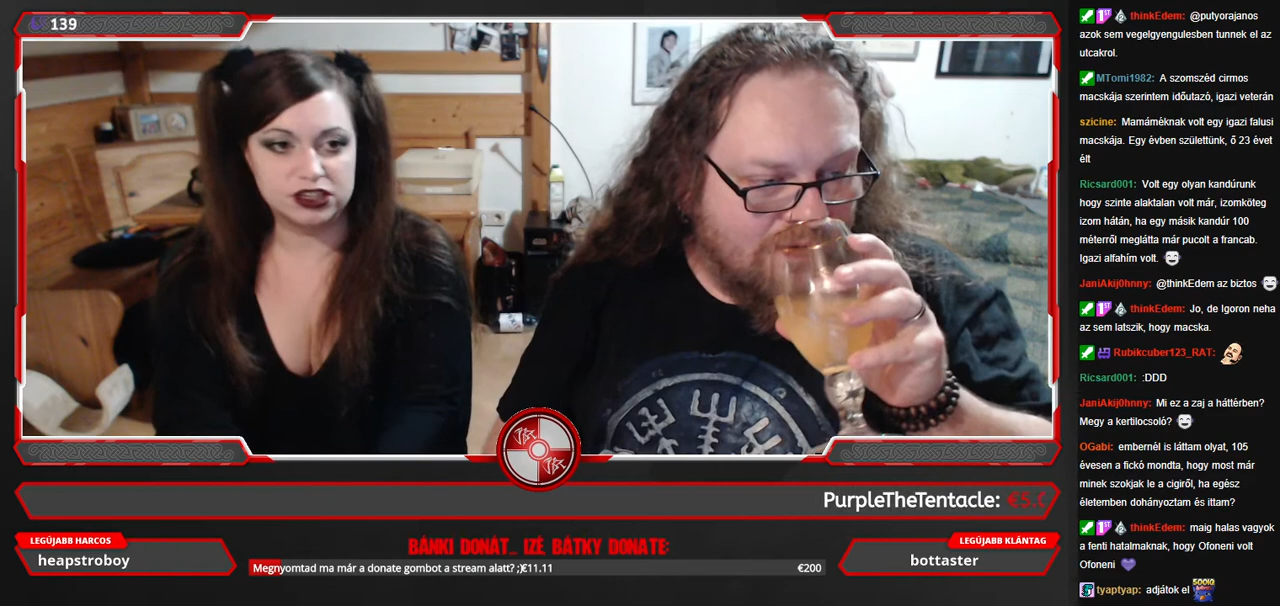 139
PurpleTheTentacle: €5.0
LEGÚJABB HARCOS
heapstroboy
BÁNKI DONÁT... IZÉ BÁTKY DONATE:
Megnyomtad ma már a donate gombot a stream alatt? ;)€11.11
€200
LEGÚJABB KLÁNTAG
bottaster
thinkEdem: @putyorajanos
azok sem vegelgyengulesben tunnek el az
utcakrol.
MTomi1982: A szomszéd cirmos
macskája szerintem időutazó, igazi veterán
szicine: Mamáméknak volt egy igazi falusi
macskája. Egy évben születtünk, ő 23 évet
élt
Ricsard001: Volt egy olyan kandúrunk
hogy szinte alaktalan volt már, izomköteg
izom hátán, ha egy másik kandúr 100
méterről meglátta már pucolt a francab.
Igazi alfahím volt.
JaniAkij0hnny: @thinkEdem az biztos
thinkEdem: Jo, de Igoron neha
az sem latszik, hogy macska.
Rubikcuber123_RAT:
Ricsard001: :DDD
JaniAkij0hnny: Mi ez a zaj a háttérben?
Megy a kertilocsoló?
OGabi: embernél is láttam olyat, 105
évesen a fickó mondta, hogy most már
minek szokjak le a cigiről, ha egész
életemben dohányoztam és ittam?
thinkEdem: maig halas vagyok
a fenti hatalmaknak, hogy Ofoneni volt
Ofoneni
tyaptyap: adjátok el